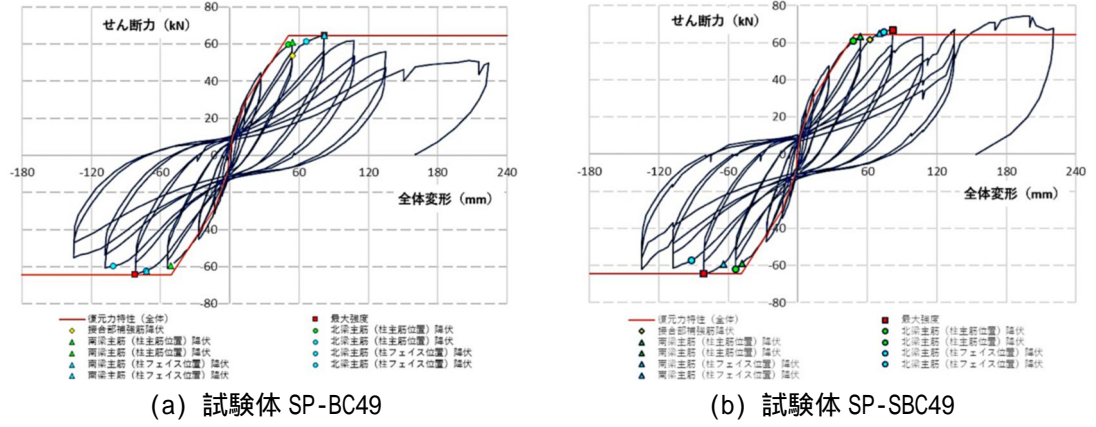 せん断力 (kN)
80
60
40
20
0
-20
-40
-60
-80
-180 -120 -60 60 120 180 240
全体変形 (mm)
復元力特性 (全体)
接合部補強筋降伏
南梁主筋 (柱主筋位置) 降伏
南梁主筋 (柱主筋位置) 降伏
南梁主筋 (柱フェイス位置) 降伏
南梁主筋 (柱フェイス位置) 降伏
最大強度
北梁主筋 (柱主筋位置) 降伏
北梁主筋 (柱主筋位置) 降伏
北梁主筋 (柱フェイス位置) 降伏
北梁主筋 (柱フェイス位置) 降伏
(a) 試験体 SP-BC49
せん断力 (kN)
80
60
40
20
0
-20
-40
-60
-80
-180 -120 -60 60 120 180 240
全体変形 (mm)
復元力特性 (全体)
接合部補強筋降伏
南梁主筋 (柱主筋位置) 降伏
南梁主筋 (柱主筋位置) 降伏
南梁主筋 (柱フェイス位置) 降伏
南梁主筋 (柱フェイス位置) 降伏
最大強度
北梁主筋 (柱主筋位置) 降伏
北梁主筋 (柱主筋位置) 降伏
北梁主筋 (柱フェイス位置) 降伏
北梁主筋 (柱フェイス位置) 降伏
(b) 試験体 SP-SBC49